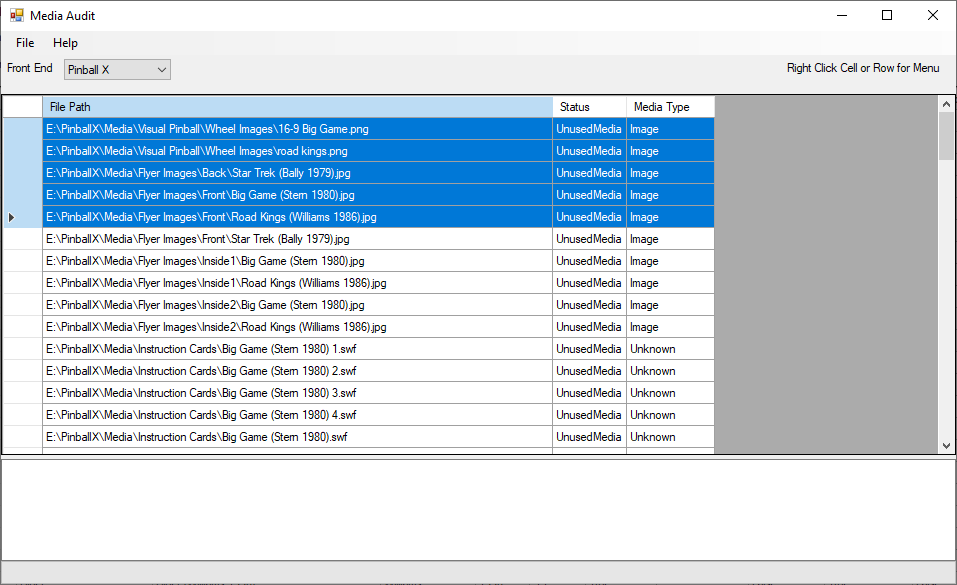 Media Audit
File Help
Front End Pinball X Right Click Cell or Row for Menu
File Path Status Media Type
E:\PinballX\Media\Visual Pinball\Wheel Images\16-9 Big Game.png UnusedMedia Image
E:\PinballX\Media\Visual Pinball\Wheel Images\road kings.png UnusedMedia Image
E:\PinballX\Media\Flyer Images\Back\Star Trek (Bally 1979).jpg UnusedMedia Image
E:\PinballX\Media\Flyer Images\Front\Big Game (Stern 1980).jpg UnusedMedia Image
E:\PinballX\Media\Flyer Images\Front\Road Kings (Williams 1986).jpg UnusedMedia Image
E:\PinballX\Media\Flyer Images\Front\Star Trek (Bally 1979).jpg UnusedMedia Image
E:\PinballX\Media\Flyer Images\Inside1\Big Game (Stern 1980).jpg UnusedMedia Image
E:\PinballX\Media\Flyer Images\Inside1\Road Kings (Williams 1986).jpg UnusedMedia Image
E:\PinballX\Media\Flyer Images\Inside2\Big Game (Stern 1980).jpg UnusedMedia Image
E:\PinballX\Media\Flyer Images\Inside2\Road Kings (Williams 1986).jpg UnusedMedia Image
E:\PinballX\Media\Instruction Cards\Big Game (Stern 1980) 1.swf UnusedMedia Unknown
E:\PinballX\Media\Instruction Cards\Big Game (Stern 1980) 2.swf UnusedMedia Unknown
E:\PinballX\Media\Instruction Cards\Big Game (Stern 1980) 3.swf UnusedMedia Unknown
E:\PinballX\Media\Instruction Cards\Big Game (Stern 1980) 4.swf UnusedMedia Unknown
E:\PinballX\Media\Instruction Cards\Big Game (Stern 1980).swf UnusedMedia Unknown